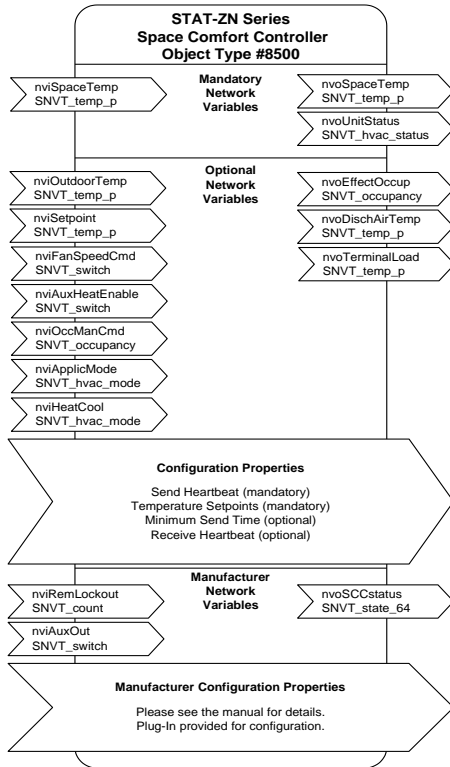 STAT-ZN Series
Space Comfort Controller
Object Type #8500
Mandatory
Network
Variables
nviSpaceTemp
SNVT_temp_p
nvoSpaceTemp
SNVT_temp_p
nvoUnitStatus
SNVT_hvac_status
Optional
Network
Variables
nviOutdoorTemp
SNVT_temp_p
nviSetpoint
SNVT_temp_p
nviFanSpeedCmd
SNVT_switch
nviAuxHeatEnable
SNVT_switch
nviOccManCmd
SNVT_occupancy
nviApplicMode
SNVT_hvac_mode
nviHeatCool
SNVT_hvac_mode
nvoEffectOccup
SNVT_occupancy
nvoDischAirTemp
SNVT_temp_p
nvoTerminalLoad
SNVT_temp_p
Configuration Properties
Send Heartbeat (mandatory)
Temperature Setpoints (mandatory)
Minimum Send Time (optional)
Receive Heartbeat (optional)
Manufacturer
Network
Variables
nviRemLockout
SNVT_count
nviAuxOut
SNVT_switch
nvoSCCstatus
SNVT_state_64
Manufacturer Configuration Properties
Please see the manual for details.
Plug-In provided for configuration.